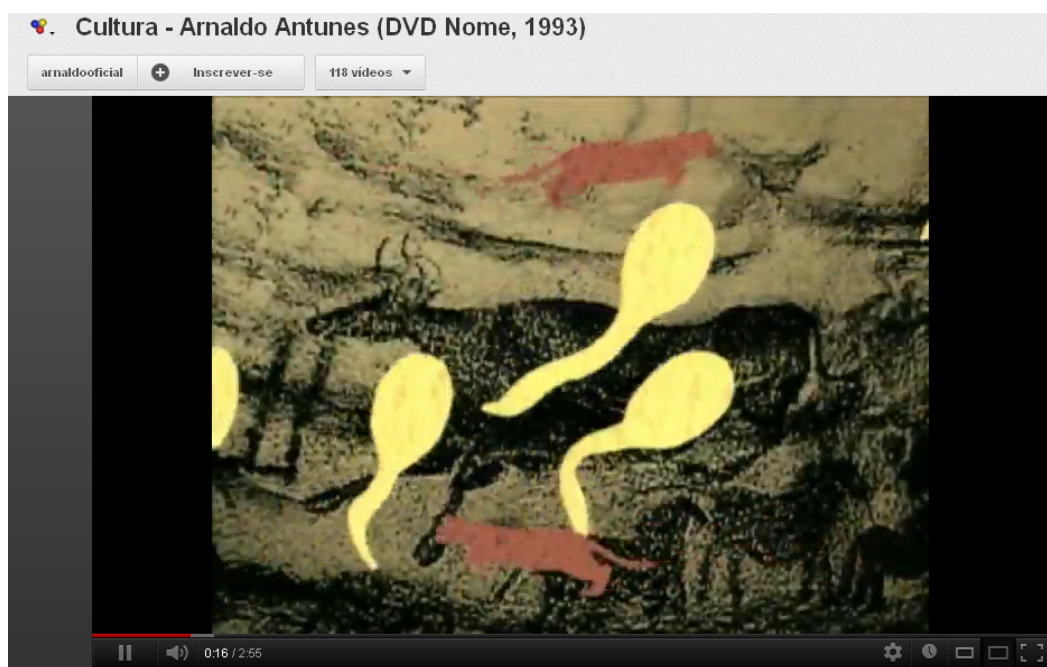 Cultura - Arnaldo Antunes (DVD Nome, 1993)
arnaldooficial Inscrever-se 118 vídeos
0:16 / 2:55